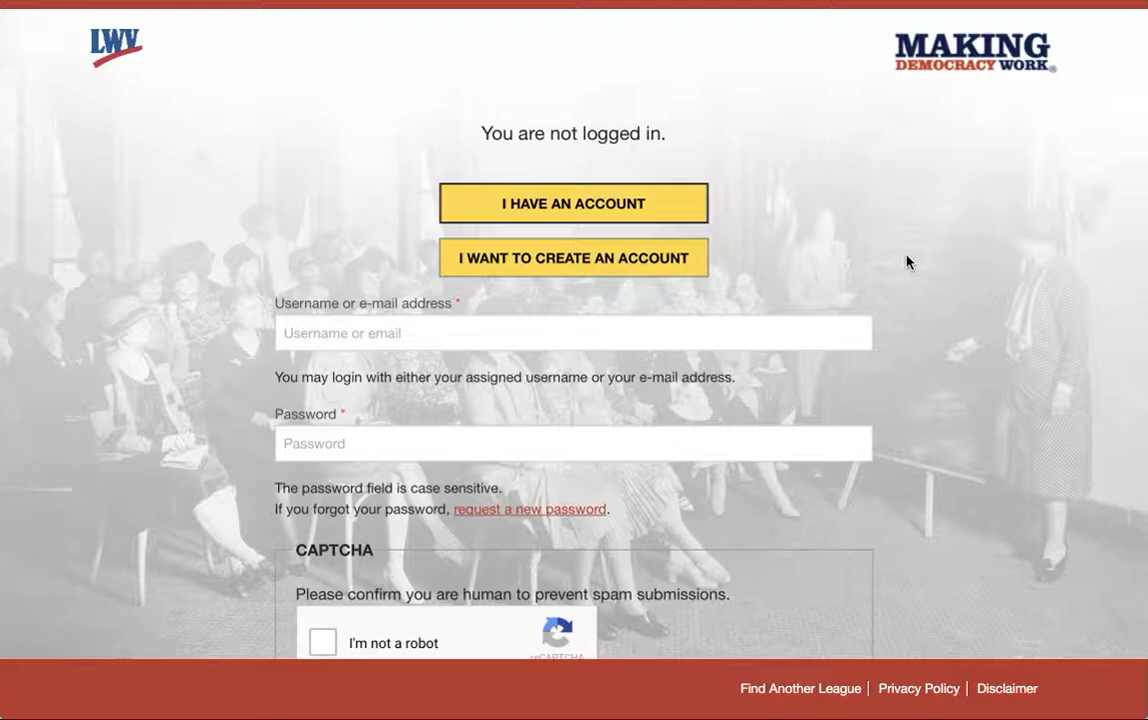 LWV
MAKING
DEMOCRACY WORK®
You are not logged in.
I HAVE AN ACCOUNT
I WANT TO CREATE AN ACCOUNT
Username or e-mail address *
Username or email
You may login with either your assigned username or your e-mail address.
Password *
Password
The password field is case sensitive.
If you forgot your password, request a new password.
CAPTCHA
Please confirm you are human to prevent spam submissions.
I'm not a robot
reCAPTCHA
Find Another League | Privacy Policy | Disclaimer